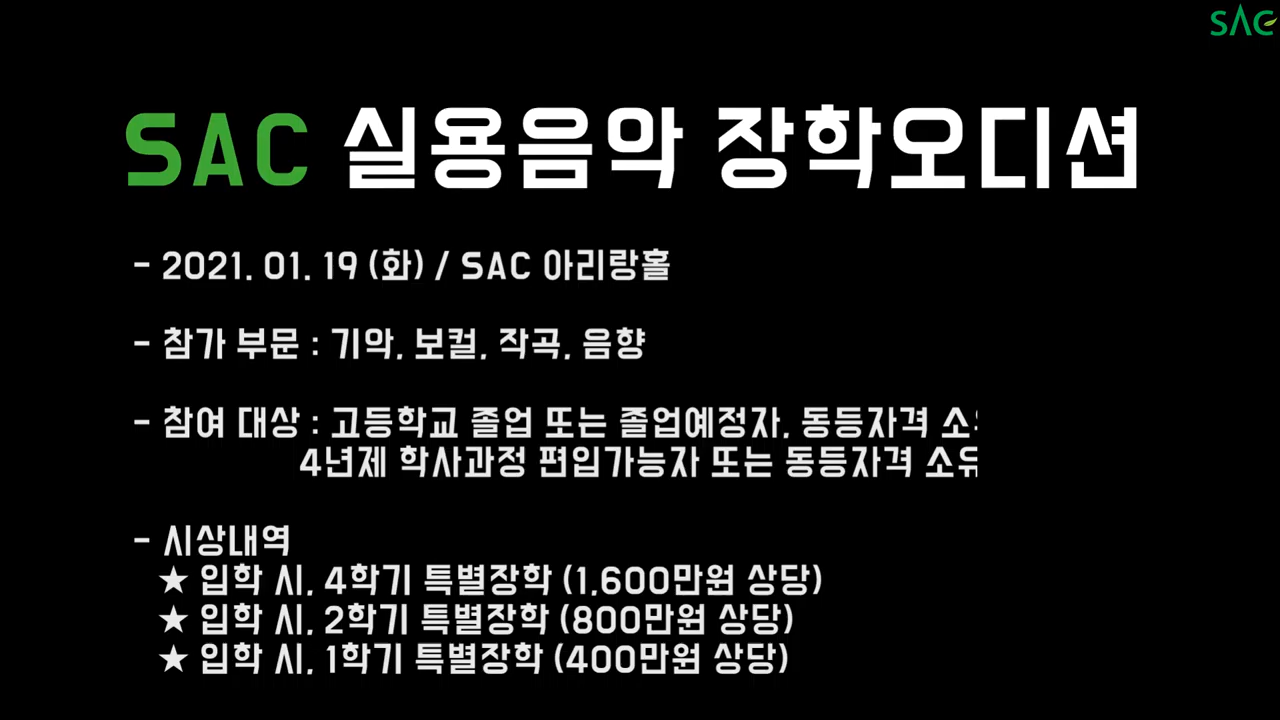 SAC
SAC 실용음악 장학오디션
- 2021. 01. 19 (화) / SAC 아리랑홀
- 참가 부문 : 기악, 보컬, 작곡, 음향
- 참여 대상 : 고등학교 졸업 또는 졸업예정자, 동등자격
4년제 학사과정 편입가능자 또는 동등자격 소유
- 시상내역
★ 입학 시, 4학기 특별장학 (1,600만원 상당)
★ 입학 시, 2학기 특별장학 (800만원 상당)
★ 입학 시, 1학기 특별장학 (400만원 상당)